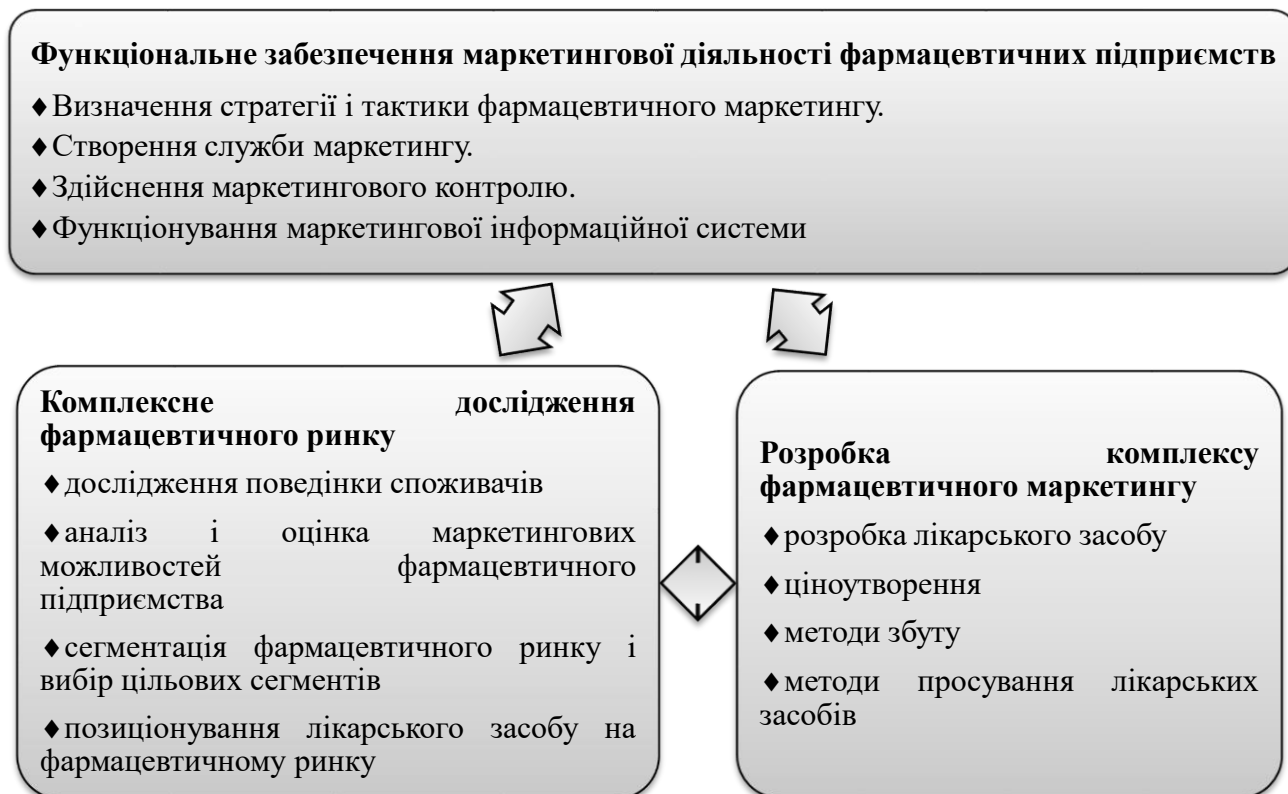 Функціональне забезпечення маркетингової діяльності фармацевтичних підприємств
♦Визначення стратегії і тактики фармацевтичного маркетингу.
♦Створення служби маркетингу.
♦Здійснення маркетингового контролю.
♦Функціонування маркетингової інформаційної системи
Комплексне дослідження
фармацевтичного ринку
♦дослідження поведінки споживачів
♦аналіз і оцінка маркетингових
можливостей фармацевтичного
підприємства
♦сегментація фармацевтичного ринку і
вибір цільових сегментів
♦позиціонування лікарського засобу на
фармацевтичному ринку
Розробка комплексу
фармацевтичного маркетингу
♦розробка лікарського засобу
♦ціноутворення
♦методи збуту
♦методи просування лікарських
засобів